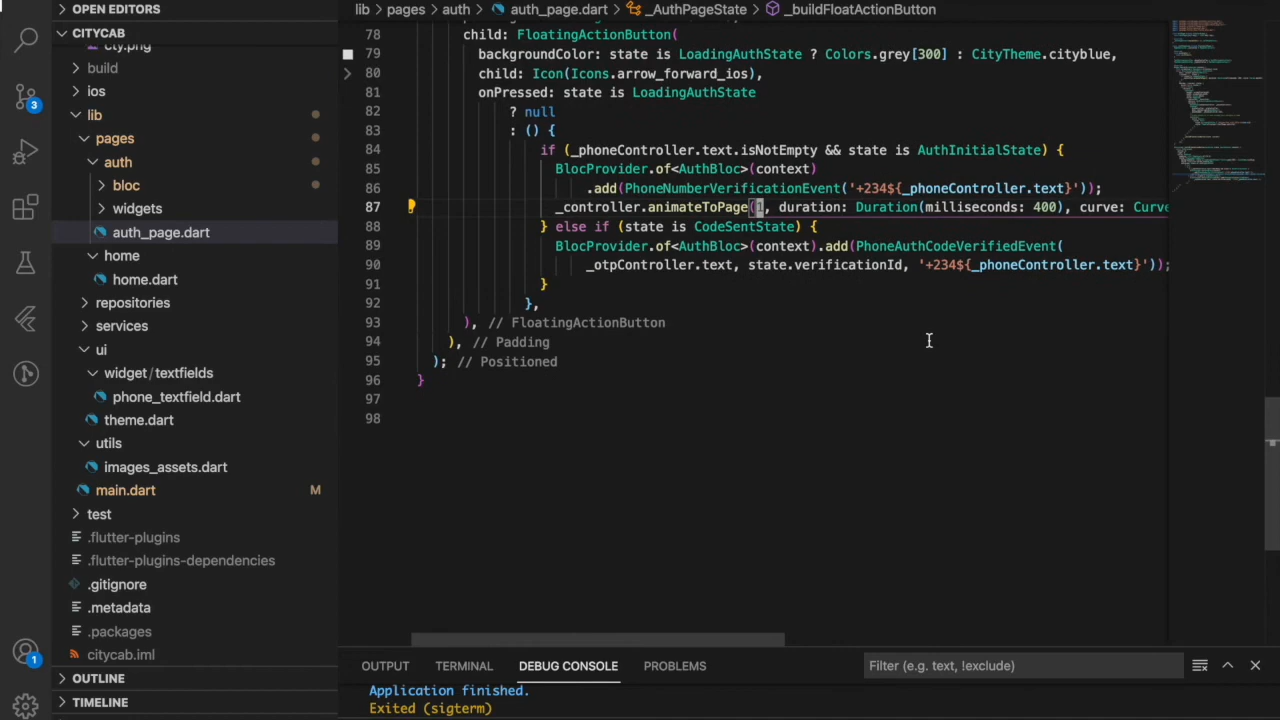 OPEN EDITORS
lib > pages > auth > auth_page.dart > _AuthPageState > _buildFloatActionButton
CITYCAB
city.png
build
ios
lib
pages
auth
bloc
widgets
auth_page.dart
home
home.dart
repositories
services
ui
widget / textfields
phone_textfield.dart
theme.dart
utils
images_assets.dart
main.dart M
test
.flutter-plugins
.flutter-plugins-dependencies
.gitignore
.metadata
.packages
citycab.iml
OUTLINE
TIMELINE
3
1
78 child: FloatingActionButton(
79 backgroundColor: state is LoadingAuthState ? Colors.grey[300] : CityTheme.cityblue,
80 child: Icon(Icons.arrow_forward_ios),
81 onPressed: state is LoadingAuthState
82 ? null
83 : () {
84 if (_phoneController.text.isNotEmpty && state is AuthInitialState) {
85 BlocProvider.of<AuthBloc>(context)
86 .add(PhoneNumberVerificationEvent('+234${_phoneController.text}'));
87 _controller.animateToPage(1, duration: Duration(milliseconds: 400), curve: Curve
88 } else if (state is CodeSentState) {
89 BlocProvider.of<AuthBloc>(context).add(PhoneAuthCodeVerifiedEvent(
90 _otpController.text, state.verificationId, '+234${_phoneController.text}'));
91 }
92 },
93 ), // FloatingActionButton
94 ), // Padding
95 ); // Positioned
96 }
97
98
OUTPUT TERMINAL DEBUG CONSOLE PROBLEMS Filter (e.g. text, !exclude)
Application finished.
Exited (sigterm)